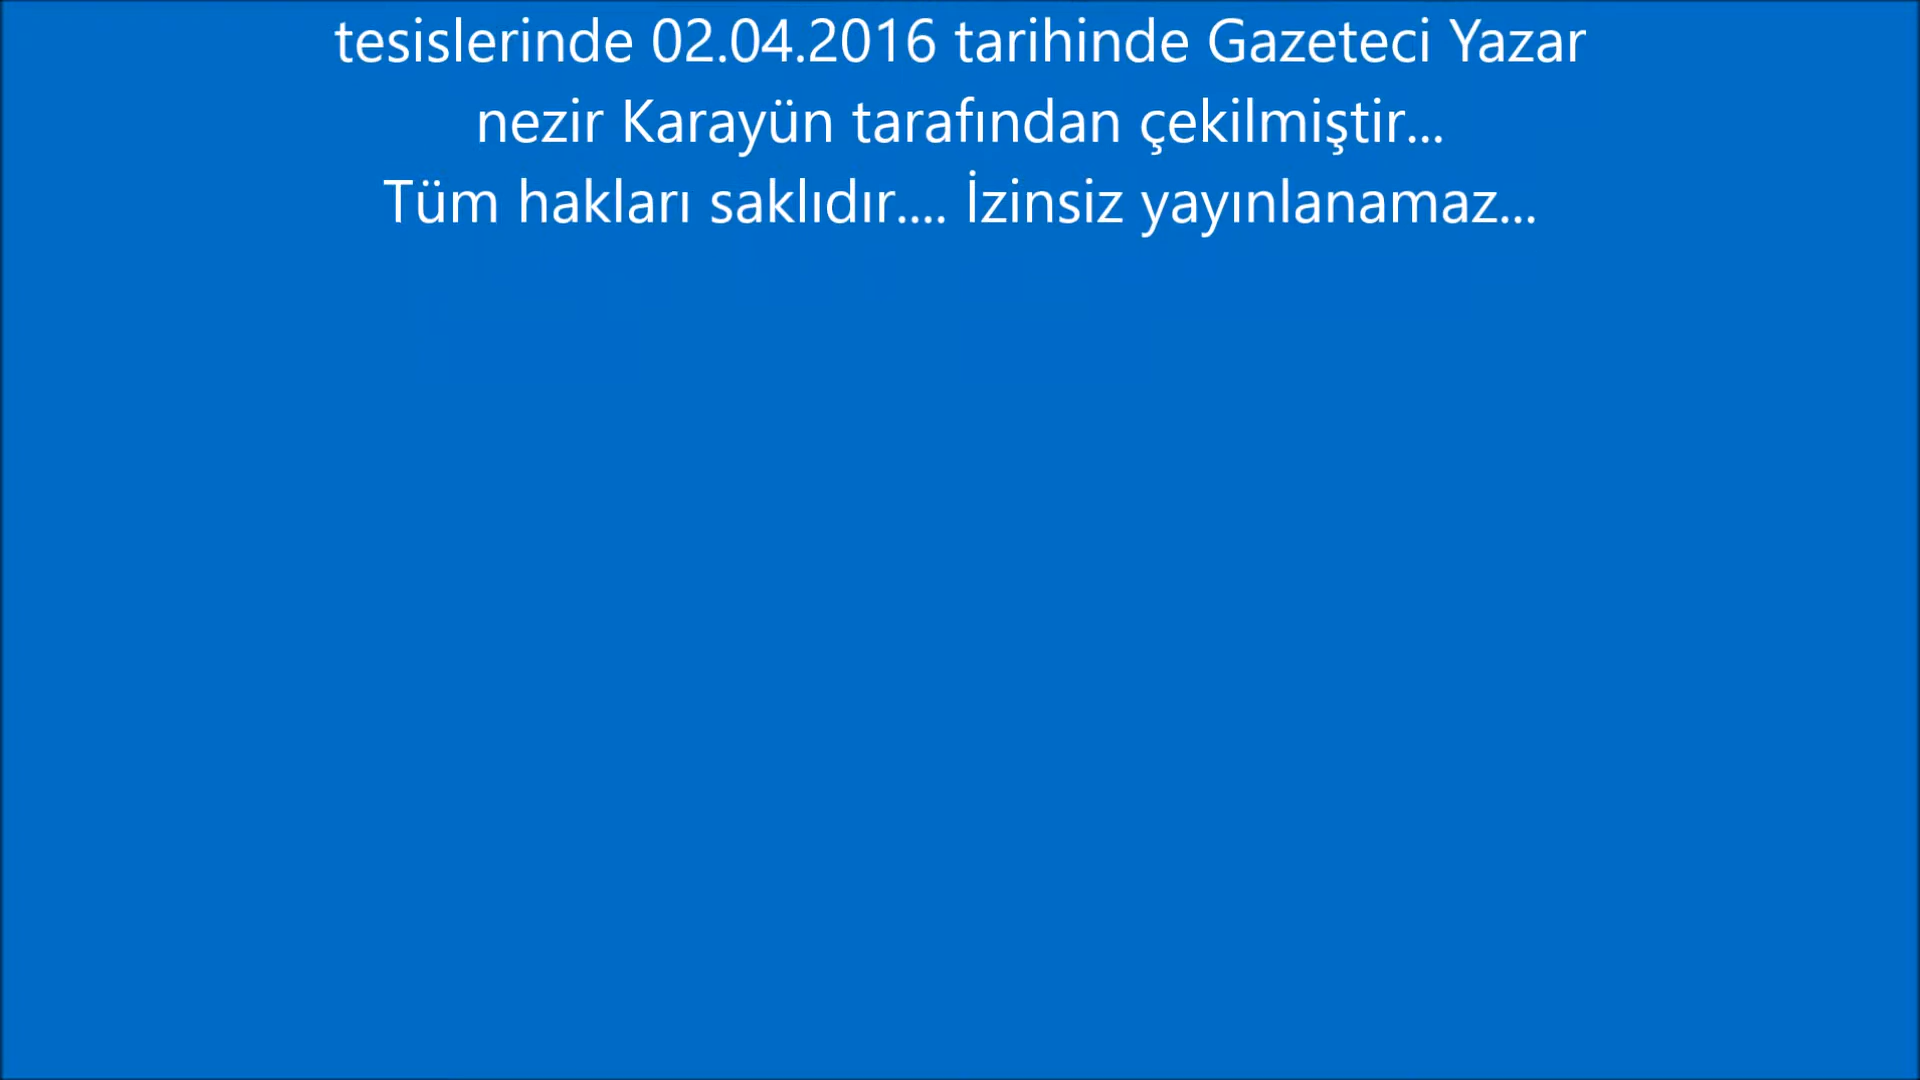 tesislerinde 02.04.2016 tarihinde Gazeteci Yazar
nezir Karayün tarafından çekilmiştir...
Tüm hakları saklıdır.... İzinsiz yayınlanamaz...